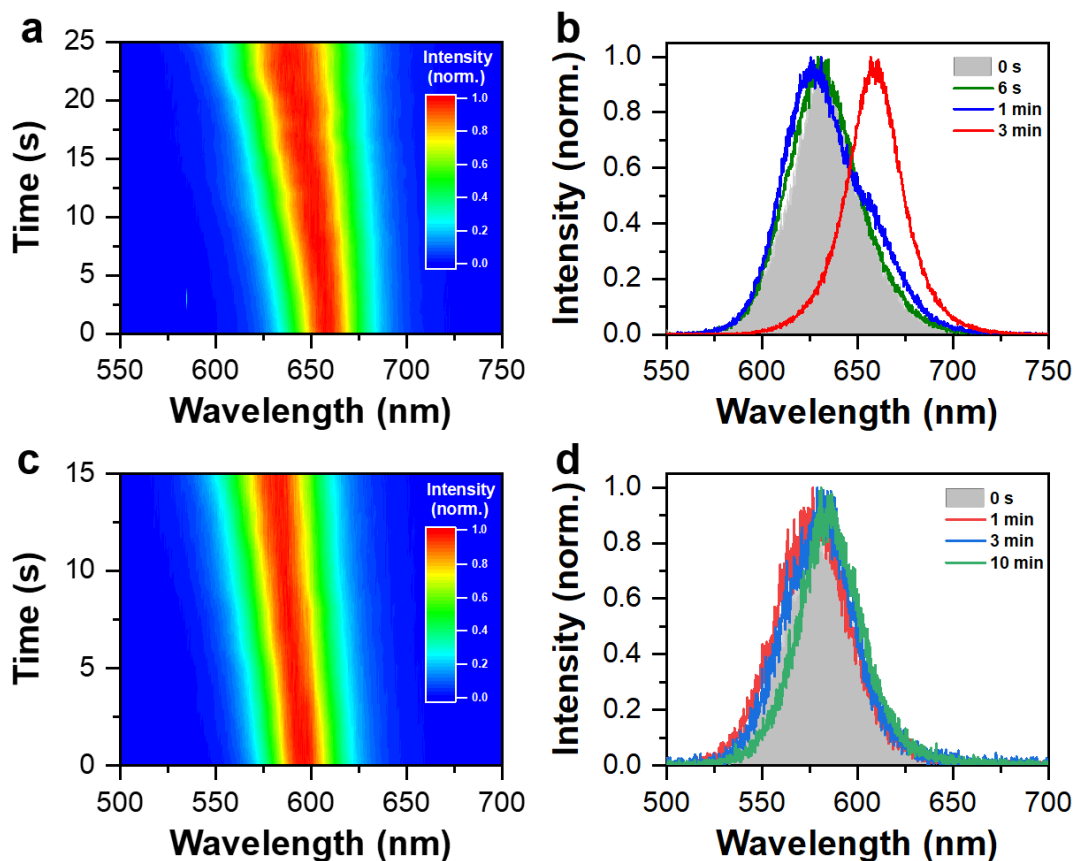 a
25
20
15
10
5
0
Time (s)
550 600 650 700 750
Wavelength (nm)
Intensity
(norm.)
1.0
0.8
0.6
0.4
0.2
0.0
b
1.0
0.8
0.6
0.4
0.2
0.0
Intensity (norm.)
550 600 650 700 750
Wavelength (nm)
0 s
6 s
1 min
3 min
c
15
10
5
0
Time (s)
500 550 600 650 700
Wavelength (nm)
Intensity
(norm.)
1.0
0.8
0.6
0.4
0.2
0.0
d
1.0
0.8
0.6
0.4
0.2
0.0
Intensity (norm.)
500 550 600 650 700
Wavelength (nm)
0 s
1 min
3 min
10 min